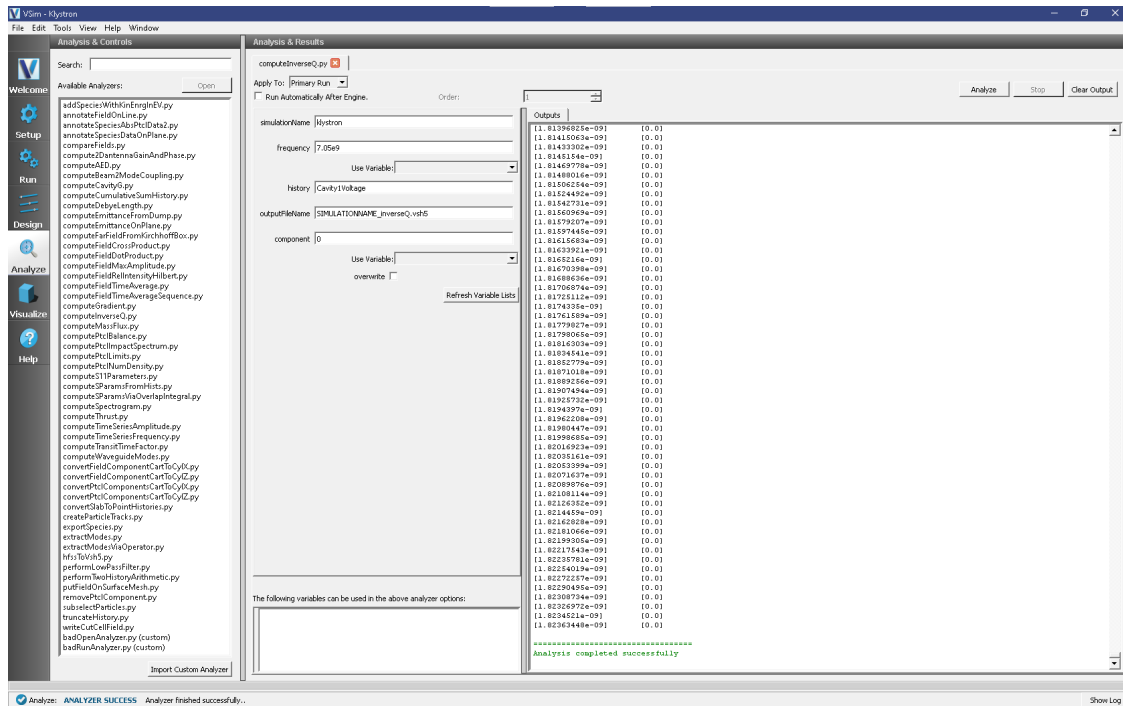 VSim - Klystron
File Edit Tools View Help Window
Welcome
Setup
Run
Design
Analyze
Visualize
Help
Analysis & Controls
Search:
Available Analyzers:
Open
addSpeciesWithKinEnrgInEV.py
annotateFieldOnLine.py
annotateSpeciesAbsPtclData2.py
annotateSpeciesDataOnPlane.py
compareFields.py
compute2DantennaGainAndPhase.py
computeAED.py
computeBeam2ModeCoupling.py
computeCavityG.py
computeCumulativeSumHistory.py
computeDebyeLength.py
computeEmittanceFromDump.py
computeEmittanceOnPlane.py
computeFarFieldFromKirchhoffBox.py
computeFieldCrossProduct.py
computeFieldDotProduct.py
computeFieldMaxAmplitude.py
computeFieldRelIntensityHilbert.py
computeFieldTimeAverage.py
computeFieldTimeAverageSequence.py
computeGradient.py
computeInverseQ.py
computeMassFlux.py
computePtclBalance.py
computePtclImpactSpectrum.py
computePtclLimits.py
computePtclNumDensity.py
computeS11Parameters.py
computeSParamsFromHists.py
computeSParamsViaOverlapIntegral.py
computeSpectrogram.py
computeThrust.py
computeTimeSeriesAmplitude.py
computeTimeSeriesFrequency.py
computeTransitTimeFactor.py
computeWaveguideModes.py
convertFieldComponentCartToCylX.py
convertFieldComponentCartToCylZ.py
convertPtclComponentsCartToCylX.py
convertPtclComponentsCartToCylZ.py
convertSlabToPointHistories.py
createParticleTracks.py
exportSpecies.py
extractModes.py
extractModesViaOperator.py
hfssToVsh5.py
performLowPassFilter.py
performTwoHistoryArithmetic.py
putFieldOnSurfaceMesh.py
removePtclComponent.py
subselectParticles.py
truncateHistory.py
writeCutCellField.py
badOpenAnalyzer.py (custom)
badRunAnalyzer.py (custom)
Import Custom Analyzer
Analysis & Results
computeInverseQ.py
Apply To: Primary Run
Run Automatically After Engine. Order: 1
Analyze Stop Clear Output
simulationName klystron
frequency 7.05e9
Use Variable:
history Cavity1Voltage
outputFileName SIMULATIONNAME_inverseQ.vsh5
component 0
Use Variable:
overwrite
Refresh Variable Lists
The following variables can be used in the above analyzer options:
Outputs
[1.81396825e-09] [0.0]
[1.81415063e-09] [0.0]
[1.81433302e-09] [0.0]
[1.8145154e-09] [0.0]
[1.81469778e-09] [0.0]
[1.81488016e-09] [0.0]
[1.81506254e-09] [0.0]
[1.81524492e-09] [0.0]
[1.81542731e-09] [0.0]
[1.81560969e-09] [0.0]
[1.81579207e-09] [0.0]
[1.81597445e-09] [0.0]
[1.81615683e-09] [0.0]
[1.81633921e-09] [0.0]
[1.8165216e-09] [0.0]
[1.81670398e-09] [0.0]
[1.81688636e-09] [0.0]
[1.81706874e-09] [0.0]
[1.81725112e-09] [0.0]
[1.8174335e-09] [0.0]
[1.81761589e-09] [0.0]
[1.81779827e-09] [0.0]
[1.81798065e-09] [0.0]
[1.81816303e-09] [0.0]
[1.81834541e-09] [0.0]
[1.81852779e-09] [0.0]
[1.81871018e-09] [0.0]
[1.81889256e-09] [0.0]
[1.81907494e-09] [0.0]
[1.81925732e-09] [0.0]
[1.8194397e-09] [0.0]
[1.81962208e-09] [0.0]
[1.81980447e-09] [0.0]
[1.81998685e-09] [0.0]
[1.82016923e-09] [0.0]
[1.82035161e-09] [0.0]
[1.82053399e-09] [0.0]
[1.82071637e-09] [0.0]
[1.82089876e-09] [0.0]
[1.82108114e-09] [0.0]
[1.82126352e-09] [0.0]
[1.8214459e-09] [0.0]
[1.82162828e-09] [0.0]
[1.82181066e-09] [0.0]
[1.82199305e-09] [0.0]
[1.82217543e-09] [0.0]
[1.82235781e-09] [0.0]
[1.82254019e-09] [0.0]
[1.82272257e-09] [0.0]
[1.82290495e-09] [0.0]
[1.82308734e-09] [0.0]
[1.82326972e-09] [0.0]
[1.8234521e-09] [0.0]
[1.82363448e-09] [0.0]
==================================
Analysis completed successfully
Analyze: ANALYZER SUCCESS Analyzer finished successfully..
Show Log